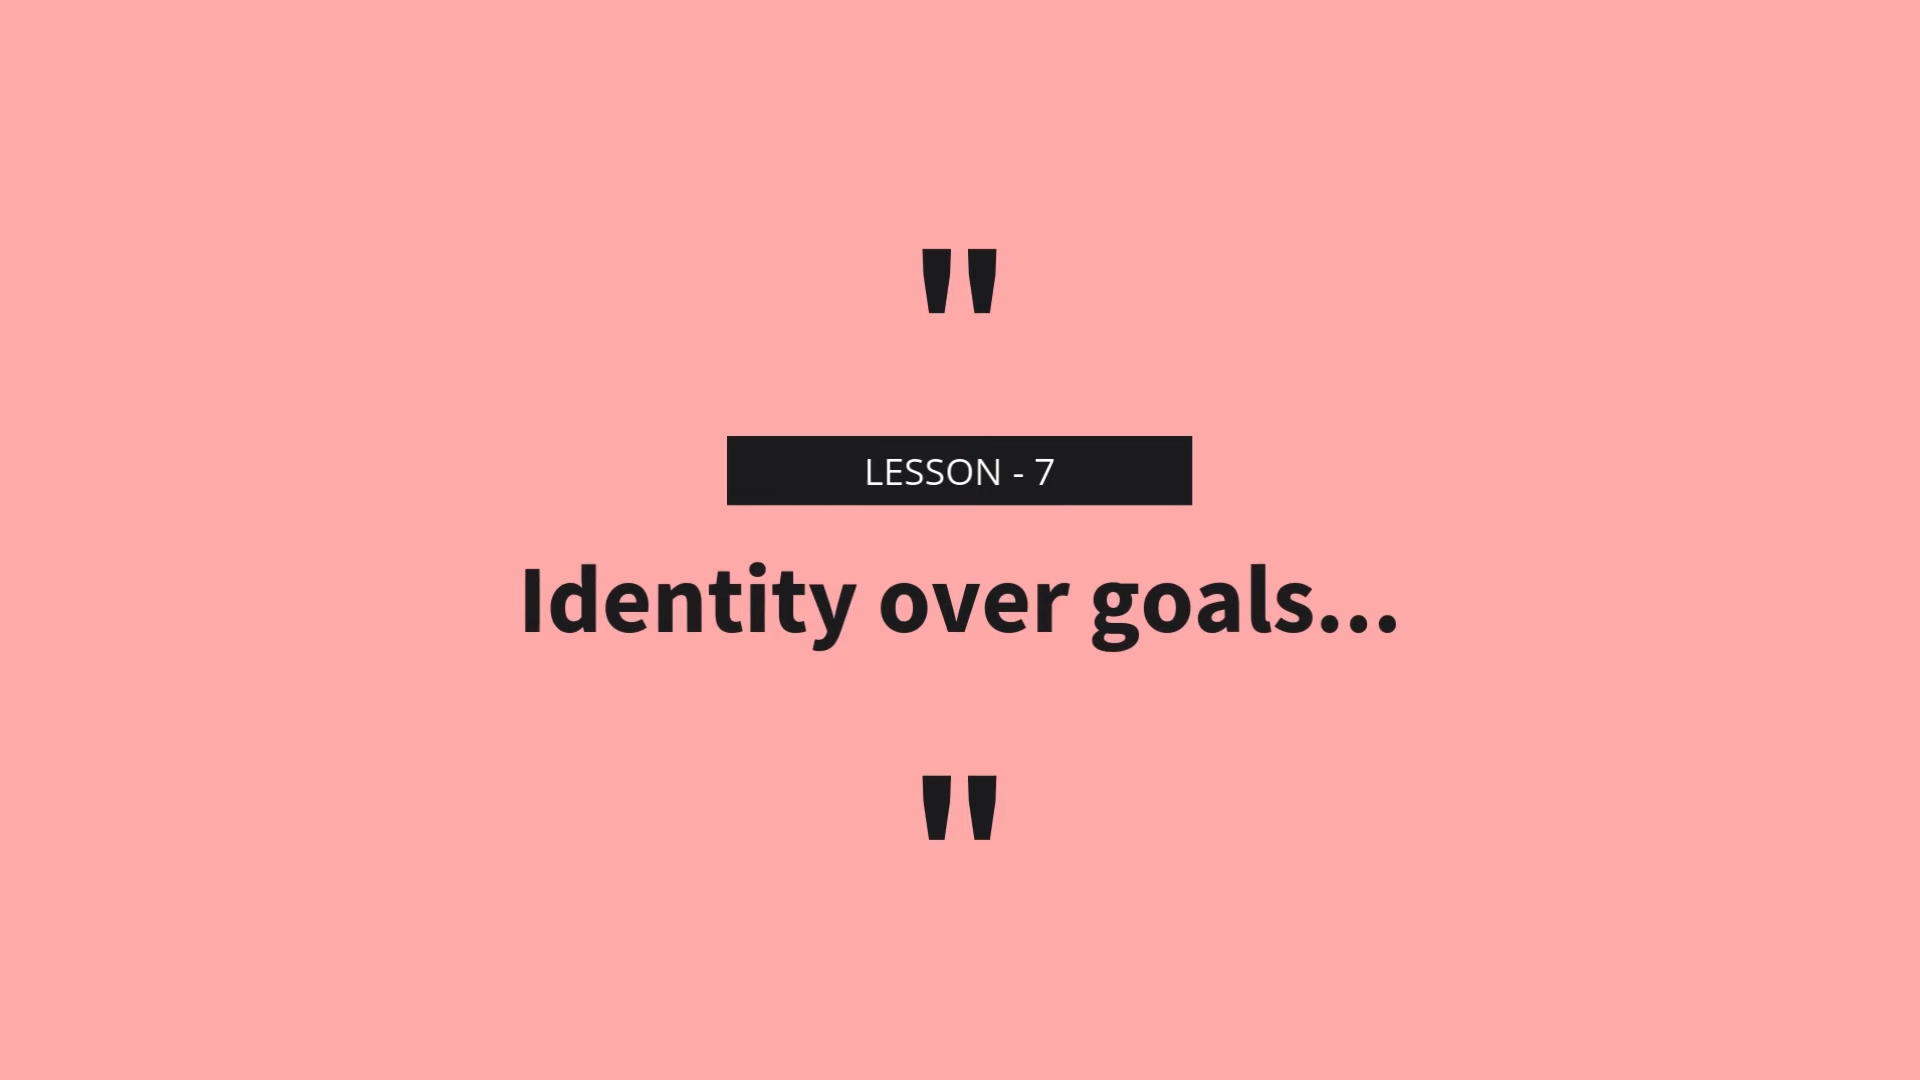 "
LESSON - 7
Identity over goals...
"